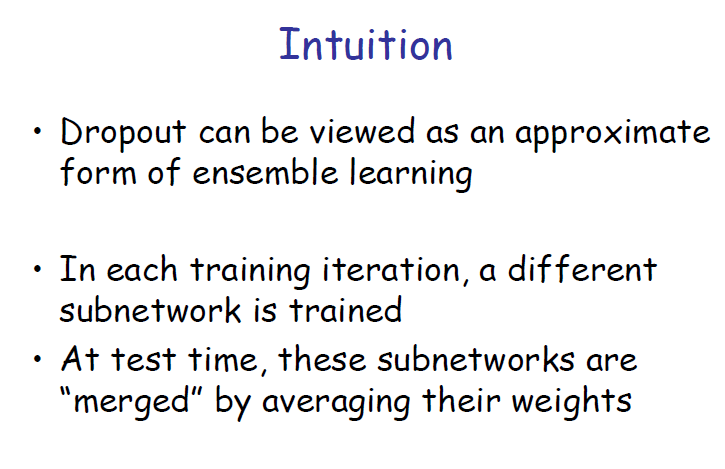 Intuition
• Dropout can be viewed as an approximate
form of ensemble learning
• In each training iteration, a different
subnetwork is trained
• At test time, these subnetworks are
“merged” by averaging their weights